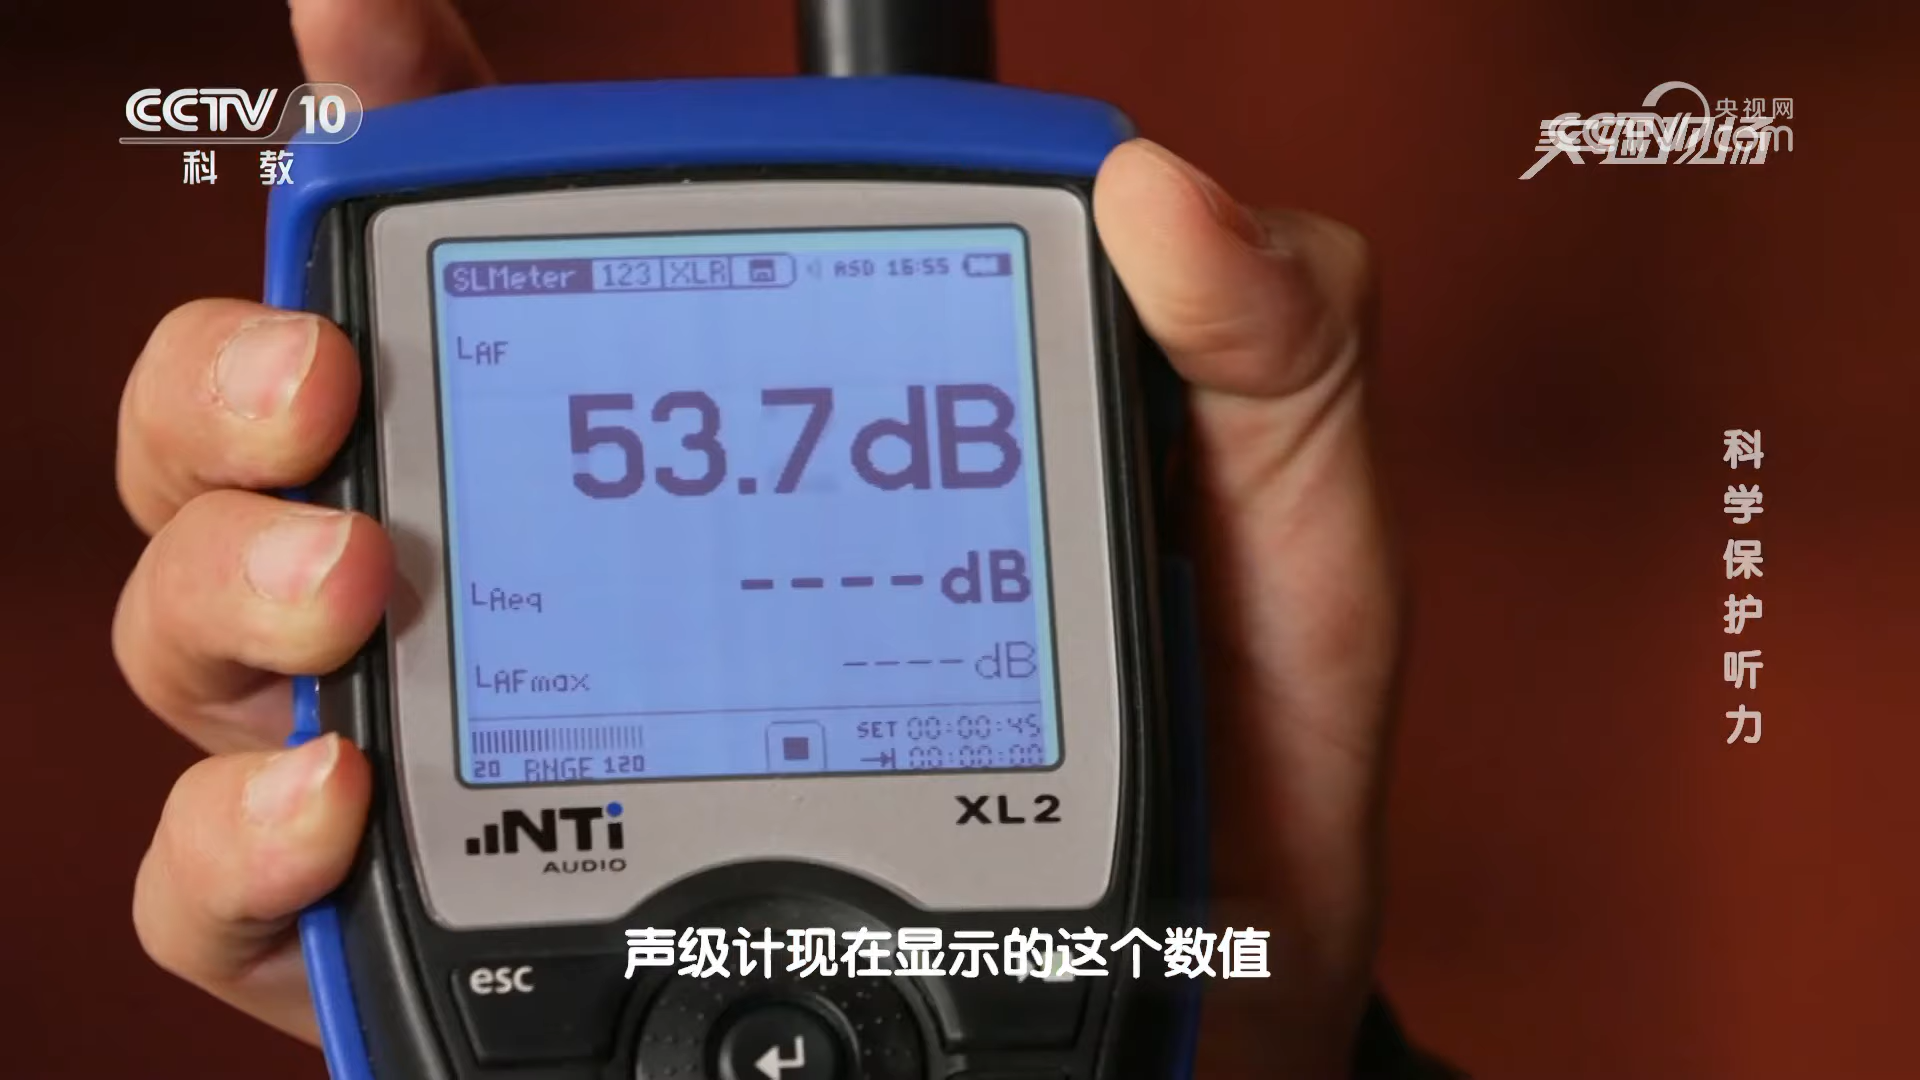 CCTV 10
科 教
央视网
CCTV.com
SLMeter 123 XLR ASD 16:55
LAF
53.7dB
LAeq ----dB
LAFmax ----dB
SET 00:00:45
20 RNGE 120 00:00:00
NTi
AUDIO
XL2
esc
声级计现在显示的这个数值
科学保护听力